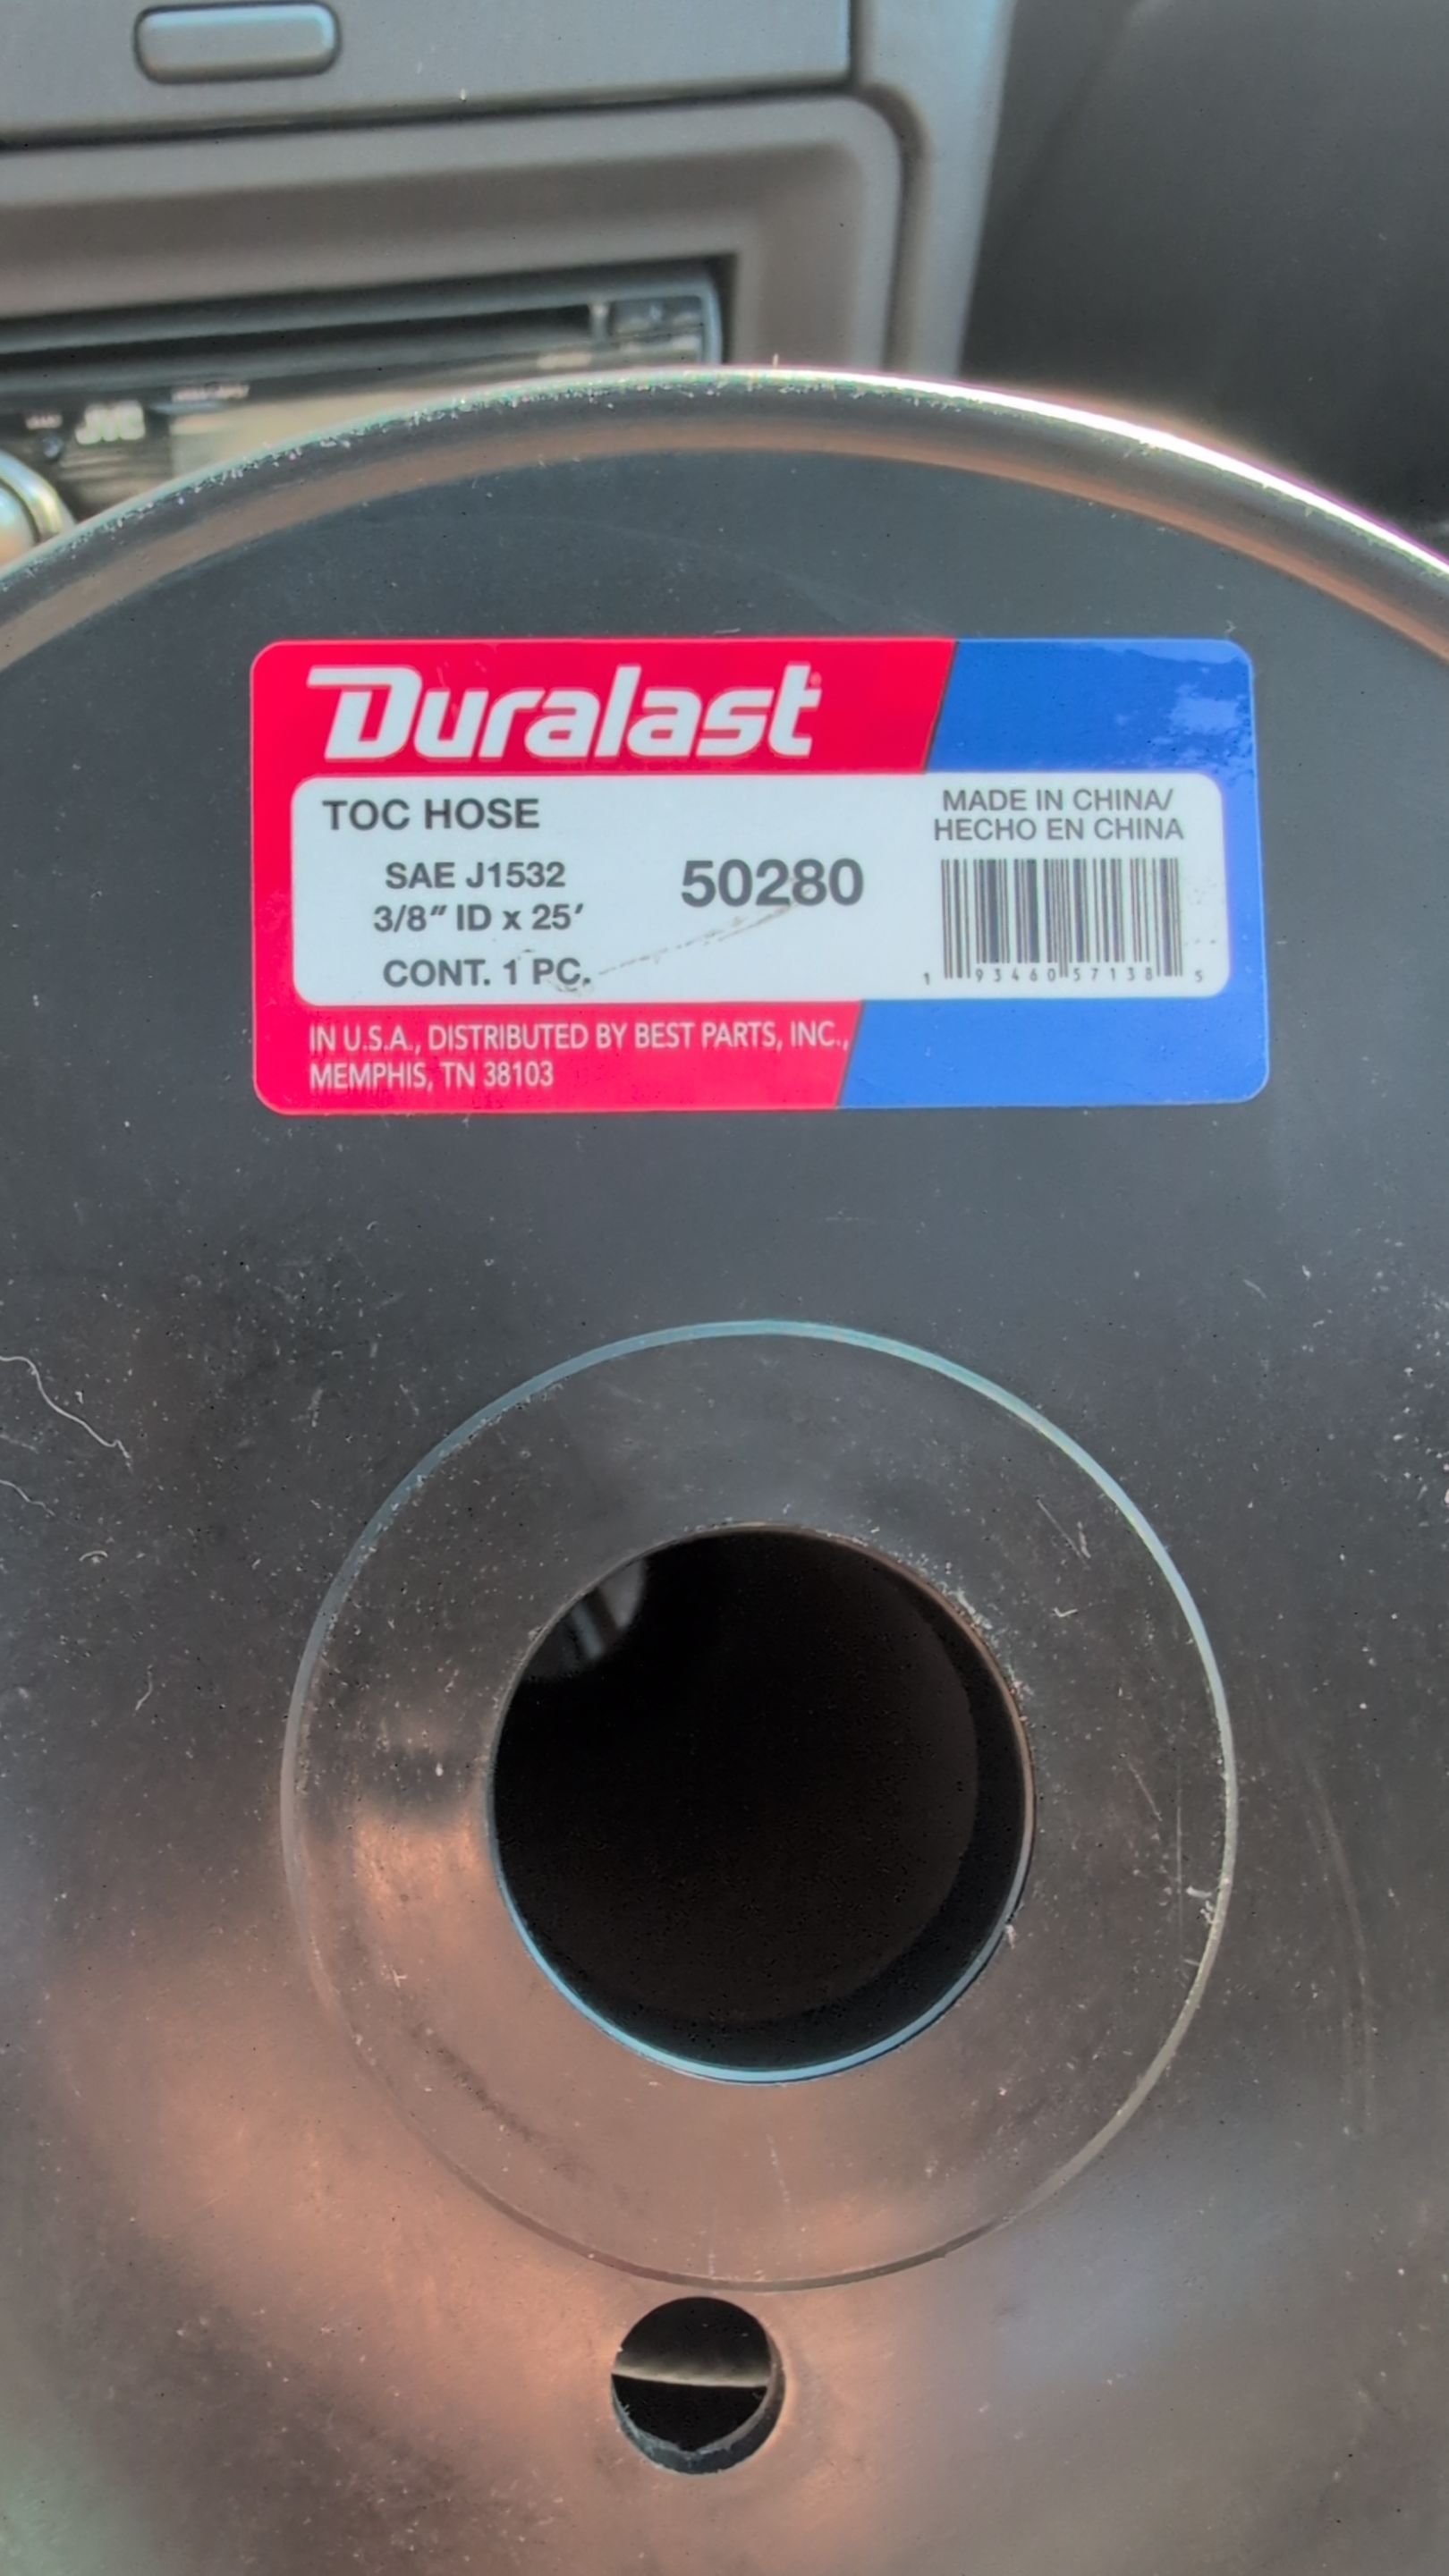 JVC
Duralast
TOC HOSE
SAE J1532
3/8" ID x 25'
CONT. 1 PC.
50280
MADE IN CHINA/
HECHO EN CHINA
1 93460 57138 5
IN U.S.A., DISTRIBUTED BY BEST PARTS, INC.,
MEMPHIS, TN 38103